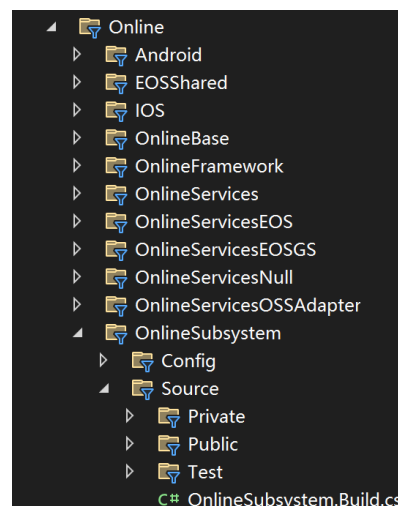 Online
Android
EOSShared
IOS
OnlineBase
OnlineFramework
OnlineServices
OnlineServicesEOS
OnlineServicesEOSGS
OnlineServicesNull
OnlineServicesOSSAdapter
OnlineSubsystem
Config
Source
Private
Public
Test
C# OnlineSubsystem.Build.cs